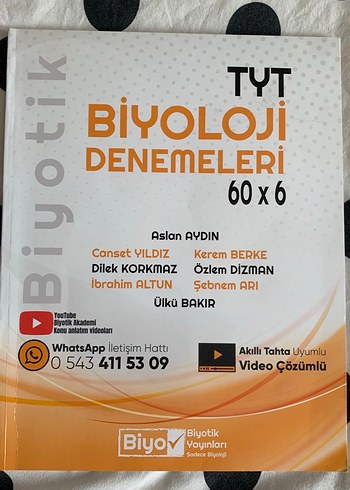 Biyotik
TYT
BİYOLOJİ
DENEMELERİ
60 x 6
Aslan AYDIN
Canset YILDIZ Kerem BERKE
Dilek KORKMAZ Özlem DİZMAN
İbrahim ALTUN Şebnem ARI
Ülkü BAKIR
YouTube
Biyotik Akademi
Konu anlatım videoları
WhatsApp İletişim Hattı
0 543 411 53 09
Akıllı Tahta Uyumlu
Video Çözümlü
Biyo
Biyotik
Yayınları
Sadece Biyoloji